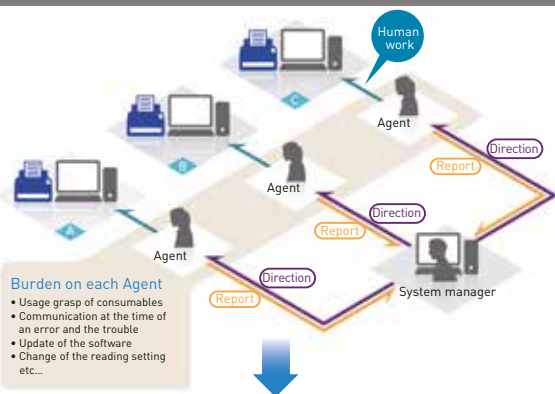 Human
work
C
Agent
Direction
Report
B
Agent
Direction
Report
A
Agent
Direction
Report
System manager
Burden on each Agent
• Usage grasp of consumables
• Communication at the time of
an error and the trouble
• Update of the software
• Change of the reading setting
etc...